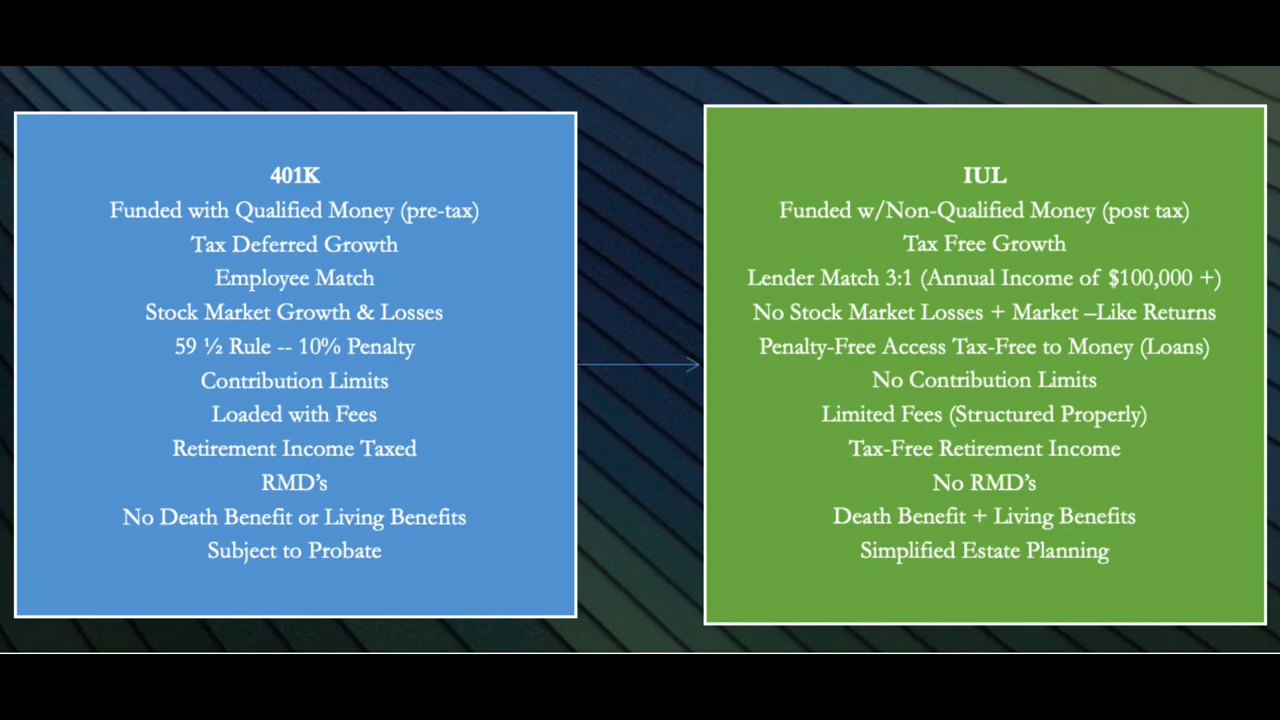 401K
Funded with Qualified Money (pre-tax)
Tax Deferred Growth
Employee Match
Stock Market Growth & Losses
59 ½ Rule -- 10% Penalty
Contribution Limits
Loaded with Fees
Retirement Income Taxed
RMD’s
No Death Benefit or Living Benefits
Subject to Probate
IUL
Funded w/Non-Qualified Money (post tax)
Tax Free Growth
Lender Match 3:1 (Annual Income of $100,000 +)
No Stock Market Losses + Market –Like Returns
Penalty-Free Access Tax-Free to Money (Loans)
No Contribution Limits
Limited Fees (Structured Properly)
Tax-Free Retirement Income
No RMD’s
Death Benefit + Living Benefits
Simplified Estate Planning